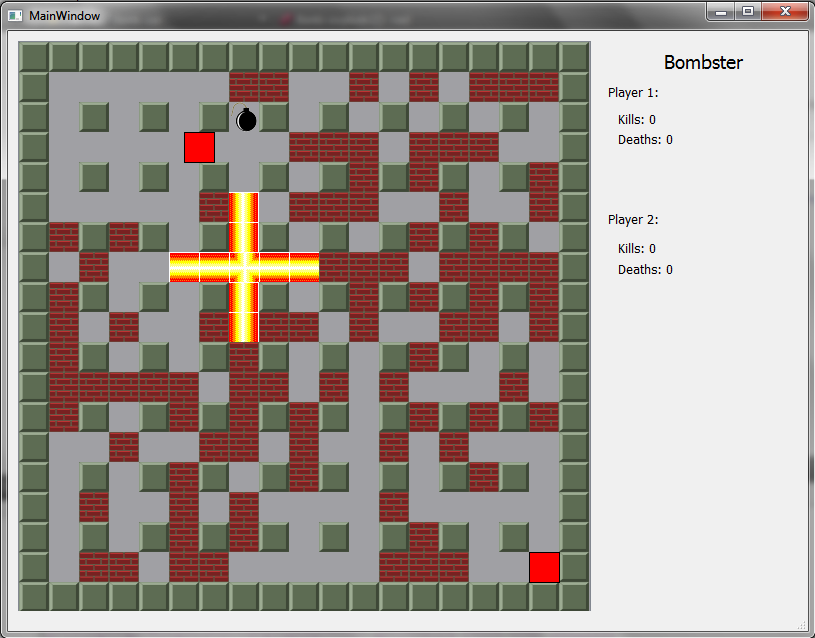 MainWindow
Bombster
Player 1:
Kills: 0
Deaths: 0
Player 2:
Kills: 0
Deaths: 0